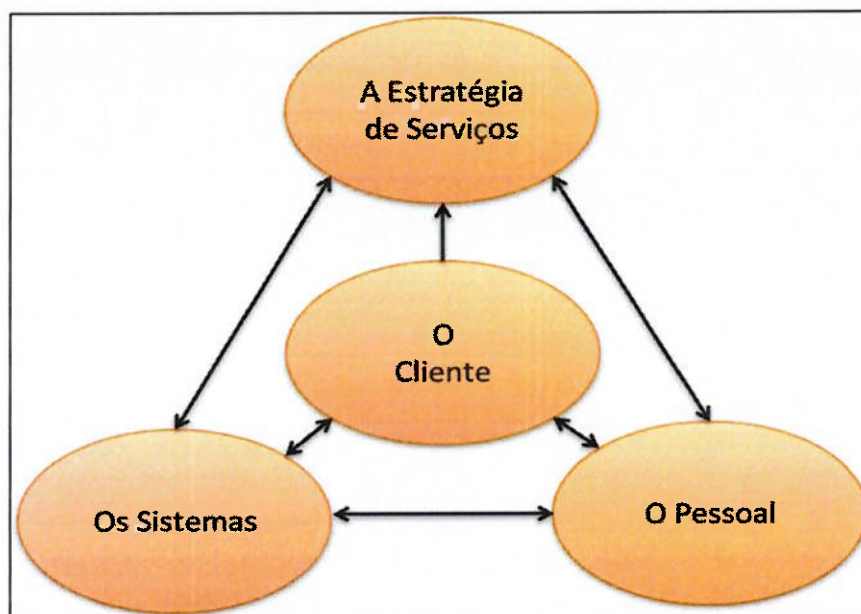 A Estratégia
de Serviços
O
Cliente
Os Sistemas
O Pessoal